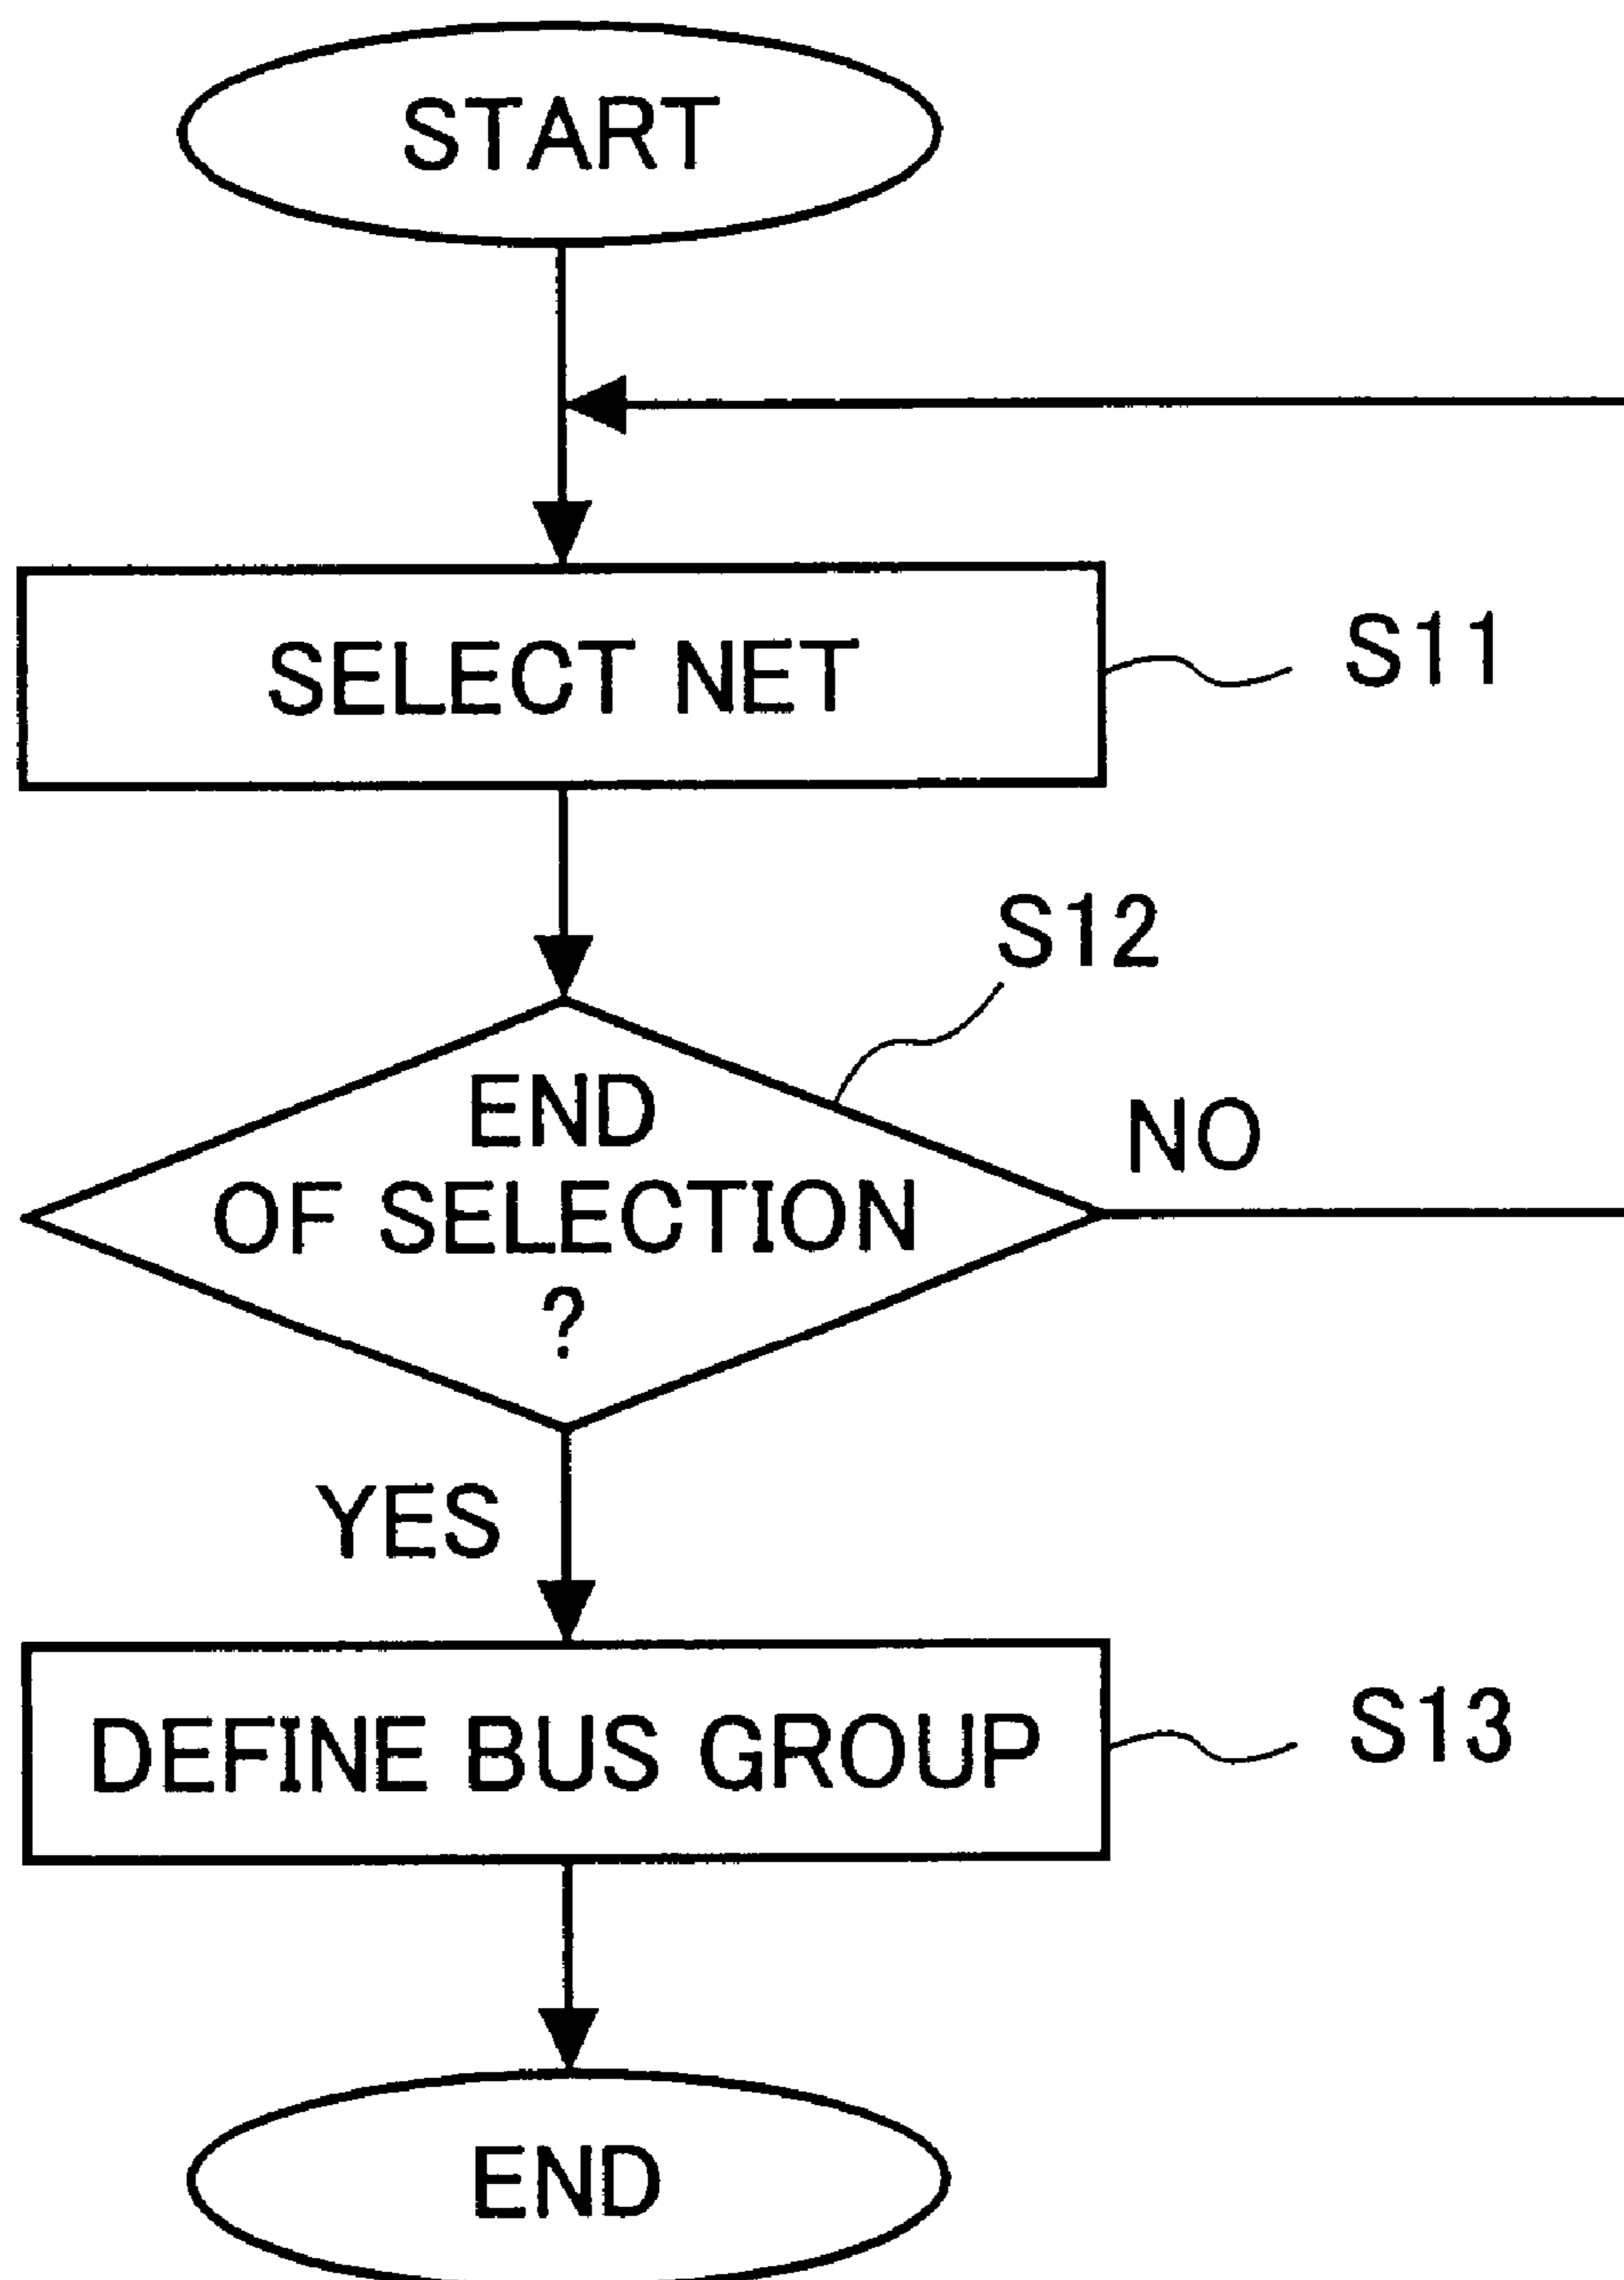 START
SELECT NET
S11
S12
END
OF SELECTION
?
NO
YES
DEFINE BUS GROUP
S13
END